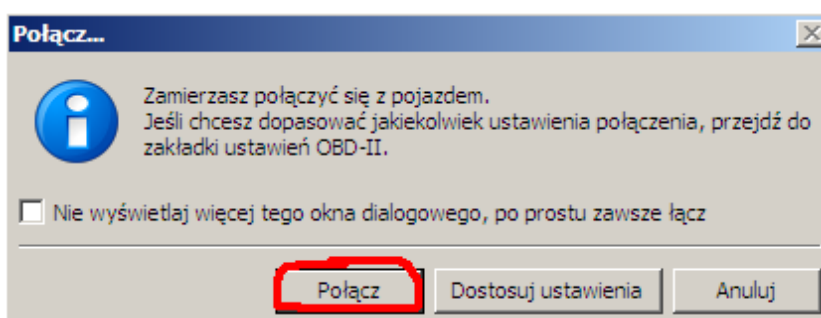 Połącz...
Zamierzasz połączyć się z pojazdem.
Jeśli chcesz dopasować jakiekolwiek ustawienia połączenia, przejdź do
zakładki ustawień OBD-II.
Nie wyświetlaj więcej tego okna dialogowego, po prostu zawsze łącz
Połącz Dostosuj ustawienia Anuluj